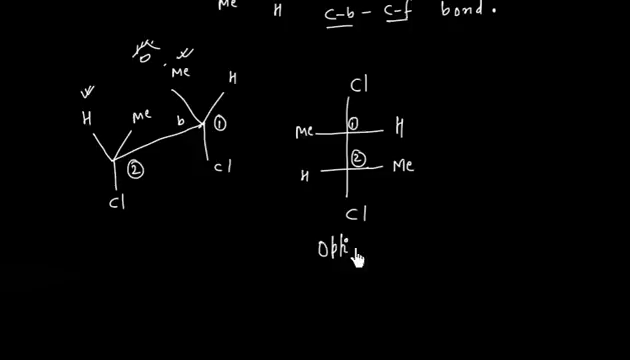 Me H C-b - C-f bond.
Me H
H Me b ①
② Cl
Cl
Cl
Me ① H
H ② Me
Cl
Opti